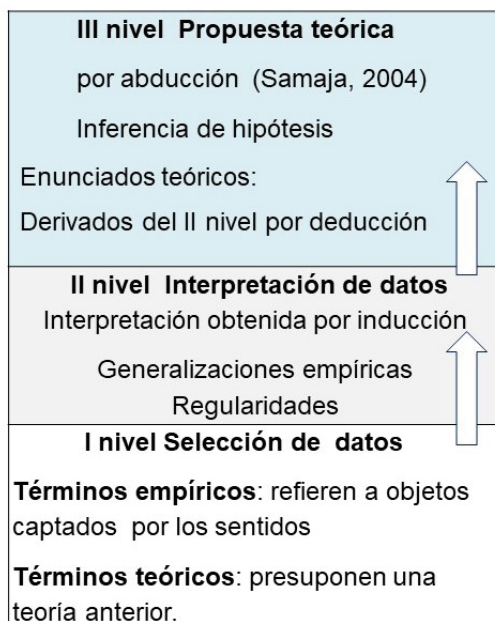 III nivel Propuesta teórica
por abducción (Samaja, 2004)
Inferencia de hipótesis
Enunciados teóricos:
Derivados del II nivel por deducción
II nivel Interpretación de datos
Interpretación obtenida por inducción
Generalizaciones empíricas
Regularidades
I nivel Selección de datos
Términos empíricos: refieren a objetos
captados por los sentidos
Términos teóricos: presuponen una
teoría anterior.